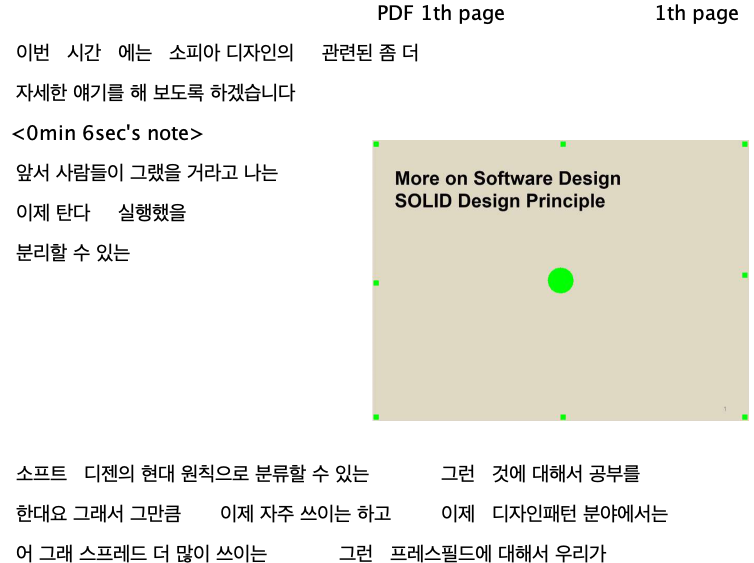 PDF 1th page 1th page
이번 시간 에는 소피아 디자인의 관련된 좀 더
자세한 얘기를 해 보도록 하겠습니다
<0min 6sec's note>
앞서 사람들이 그랬을 거라고 나는
이제 탄다 실행했을
분리할 수 있는
More on Software Design
SOLID Design Principle
1
소프트 디젠의 현대 원칙으로 분류할 수 있는 그런 것에 대해서 공부를
한대요 그래서 그만큼 이제 자주 쓰이는 하고 이제 디자인패턴 분야에서는
어 그래 스프레드 더 많이 쓰이는 그런 프레스필드에 대해서 우리가